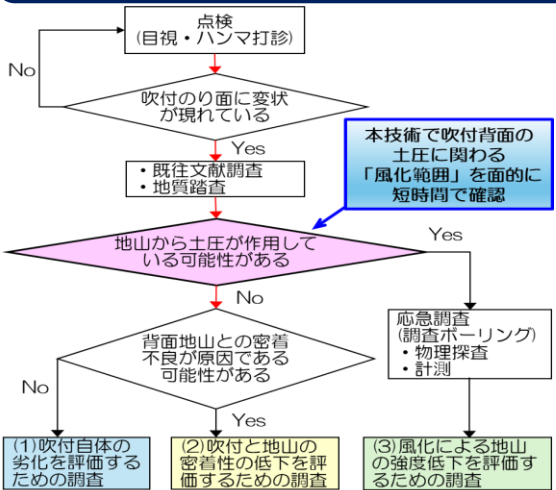 点検
(目視・ハンマ打診)
No
吹付のり面に変状
が現れている
Yes
・既往文献調査
・地質踏査
本技術で吹付背面の
土圧に関わる
「風化範囲」を面的に
短時間で確認
地山から土圧が作用して
いる可能性がある
Yes
No
背面地山との密着
不良が原因である
可能性がある
応急調査
(調査ボーリング)
・物理探査
・計測
No
Yes
(1)吹付自体の
劣化を評価する
ための調査
(2)吹付と地山の
密着性の低下を評
価するための調査
(3)風化による地山
の強度低下を評価す
るための調査